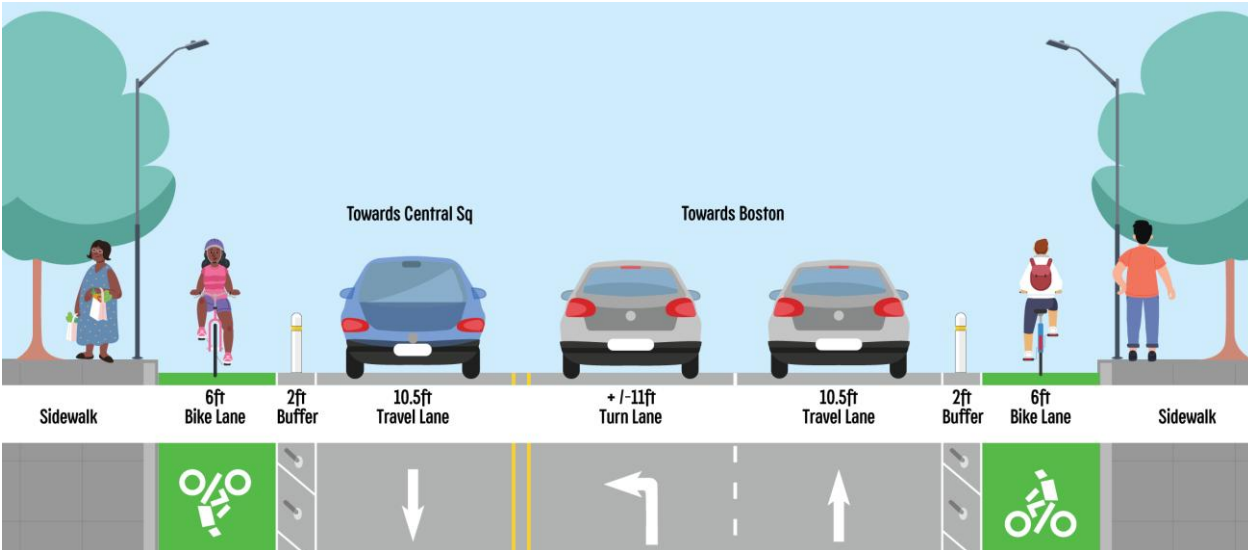 Towards Central Sq
Towards Boston
Sidewalk
6ft
Bike Lane
2ft
Buffer
10.5ft
Travel Lane
+ /-11ft
Turn Lane
10.5ft
Travel Lane
2ft
Buffer
6ft
Bike Lane
Sidewalk